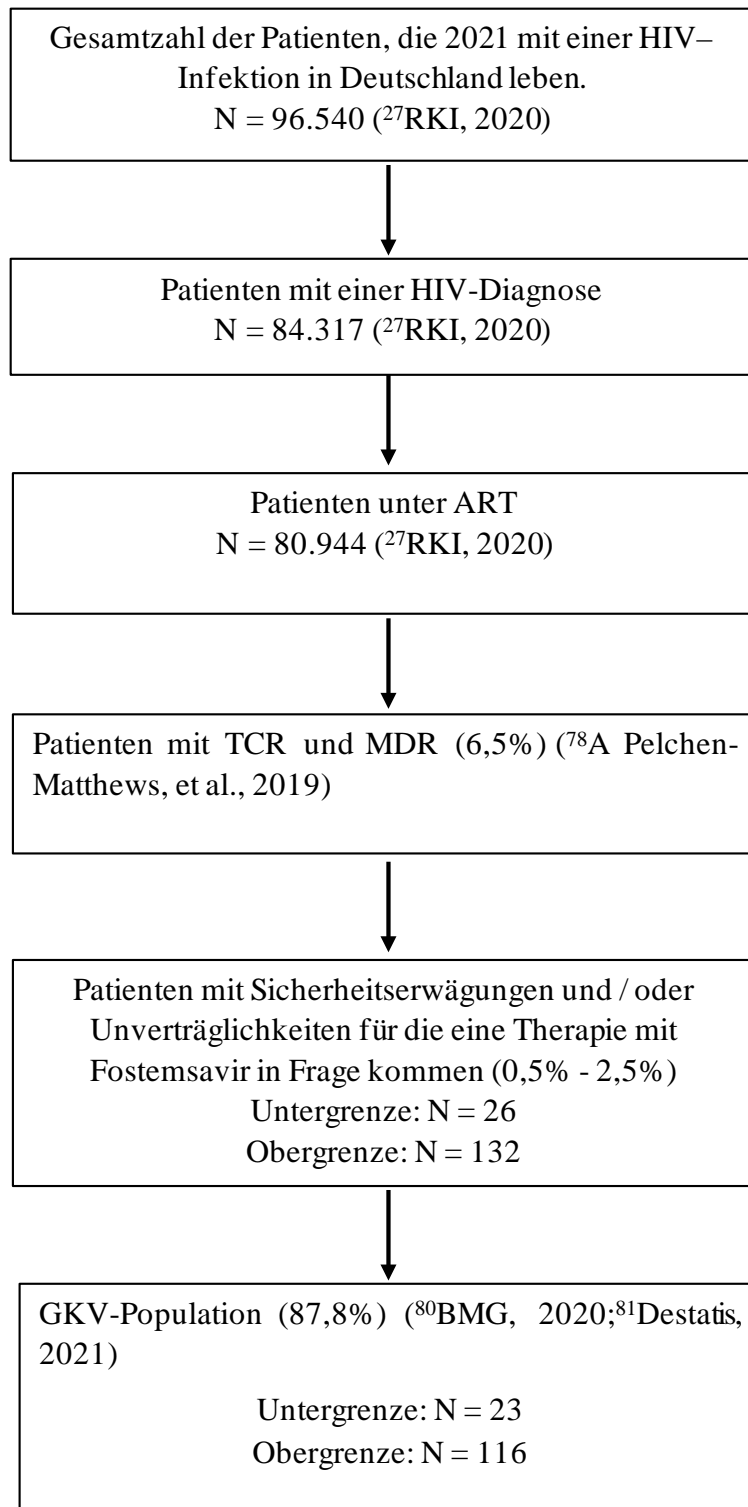 Gesamtzahl der Patienten, die 2021 mit einer HIV–
Infektion in Deutschland leben.
N = 96.540 (27RKI, 2020)
Patienten mit einer HIV-Diagnose
N = 84.317 (27RKI, 2020)
Patienten unter ART
N = 80.944 (27RKI, 2020)
Patienten mit TCR und MDR (6,5%) (78A Pelchen-
Matthews, et al., 2019)
Patienten mit Sicherheitserwägungen und / oder
Unverträglichkeiten für die eine Therapie mit
Fostemsavir in Frage kommen (0,5% - 2,5%)
Untergrenze: N = 26
Obergrenze: N = 132
GKV-Population (87,8%) (80BMG, 2020;81Destatis,
2021)
Untergrenze: N = 23
Obergrenze: N = 116